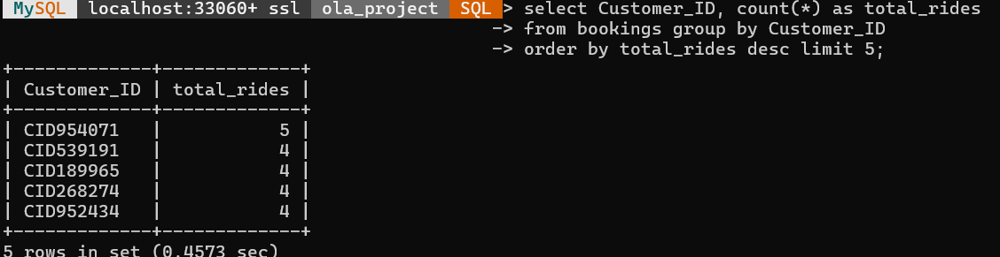 MySQL localhost:33060+ ssl ola_project SQL > select Customer_ID, count(*) as total_rides
-> from bookings group by Customer_ID
-> order by total_rides desc limit 5;
+-------------+-------------+
| Customer_ID | total_rides |
+-------------+-------------+
| CID954071   |           5 |
| CID539191   |           4 |
| CID189965   |           4 |
| CID268274   |           4 |
| CID952434   |           4 |
+-------------+-------------+
5 rows in set (0.4573 sec)